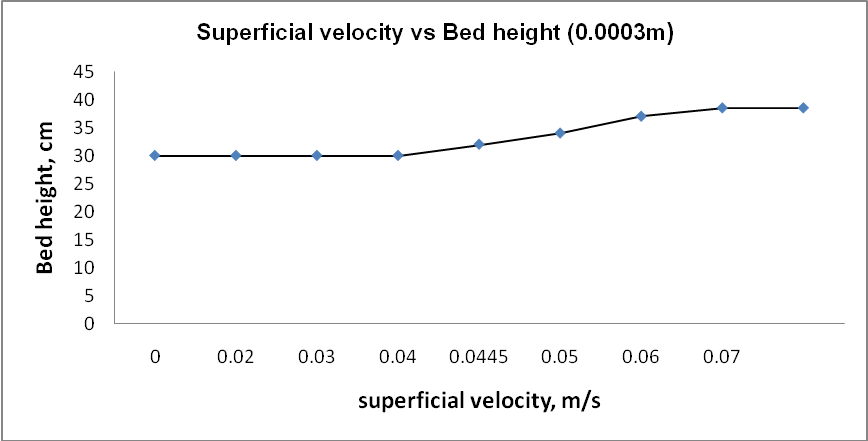 Superficial velocity vs Bed height (0.0003m)
45
40
35
30
25
20
15
10
5
0
Bed height, cm
0 0.02 0.03 0.04 0.0445 0.05 0.06 0.07
superficial velocity, m/s